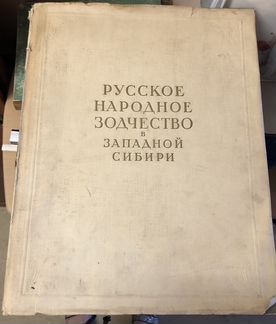 РУССКОЕ
НАРОДНОЕ
ЗОДЧЕСТВО
В
ЗАПАДНОЙ
СИБИРИ